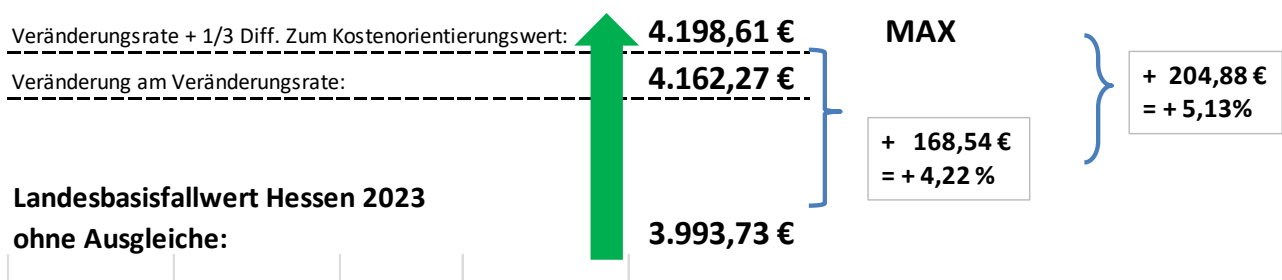 Veränderungsrate + 1/3 Diff. Zum Kostenorientierungswert: 4.198,61 € MAX
Veränderung am Veränderungsrate: 4.162,27 €
+ 204,88 €
= + 5,13%
+ 168,54 €
= + 4,22 %
Landesbasisfallwert Hessen 2023
ohne Ausgleiche: 3.993,73 €